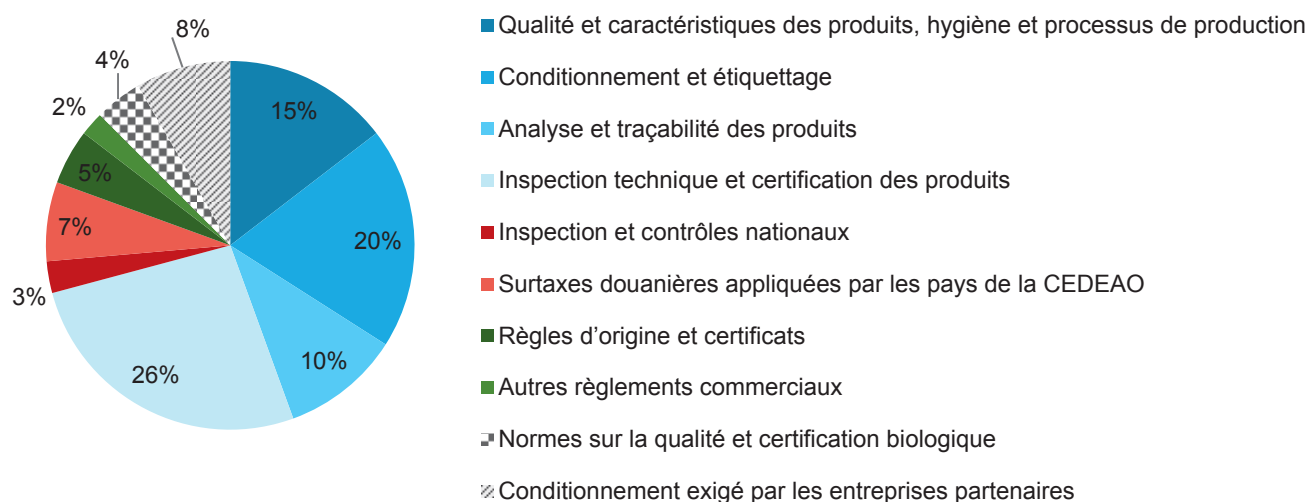 8%
4%
2%
15%
5%
7%
20%
3%
10%
26%
Qualité et caractéristiques des produits, hygiène et processus de production
Conditionnement et étiquettage
Analyse et traçabilité des produits
Inspection technique et certification des produits
Inspection et contrôles nationaux
Surtaxes douanières appliquées par les pays de la CEDEAO
Règles d’origine et certificats
Autres règlements commerciaux
Normes sur la qualité et certification biologique
Conditionnement exigé par les entreprises partenaires